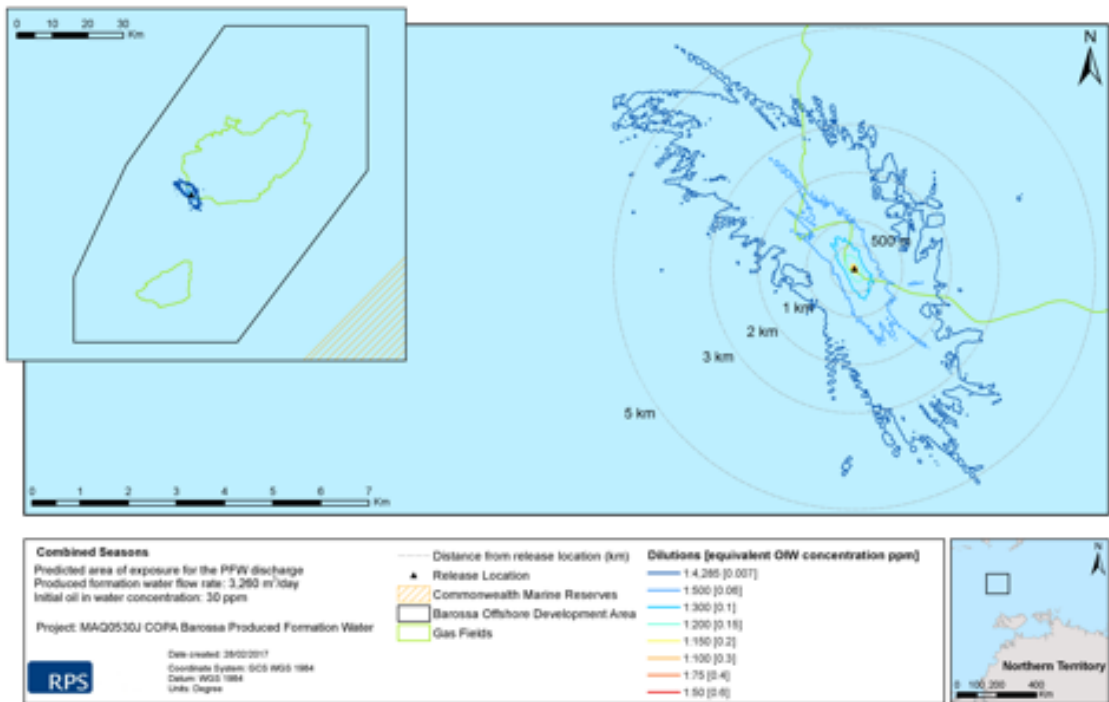 0 10 20 30
Km
N
500 m
1 km
2 km
3 km
5 km
0 1 2 3 4 5 6 7
Km
Combined Seasons
Predicted area of exposure for the PFW discharge
Produced formation water flow rate: 3,260 m³/day
Initial oil in water concentration: 30 ppm
Project: MAQ0530J COPA Barossa Produced Formation Water
RPS
Date created: 28/02/2017
Coordinate System: GCS WGS 1984
Datum: WGS 1984
Units: Degree
Distance from release location (km)
Release Location
Commonwealth Marine Reserves
Barossa Offshore Development Area
Gas Fields
Dilutions [equivalent OIW concentration ppm]
1:4,285 [0.007]
1:500 [0.06]
1:300 [0.1]
1:200 [0.15]
1:150 [0.2]
1:100 [0.3]
1:75 [0.4]
1:50 [0.6]
N
Northern Territory
0 100 200 400
Km